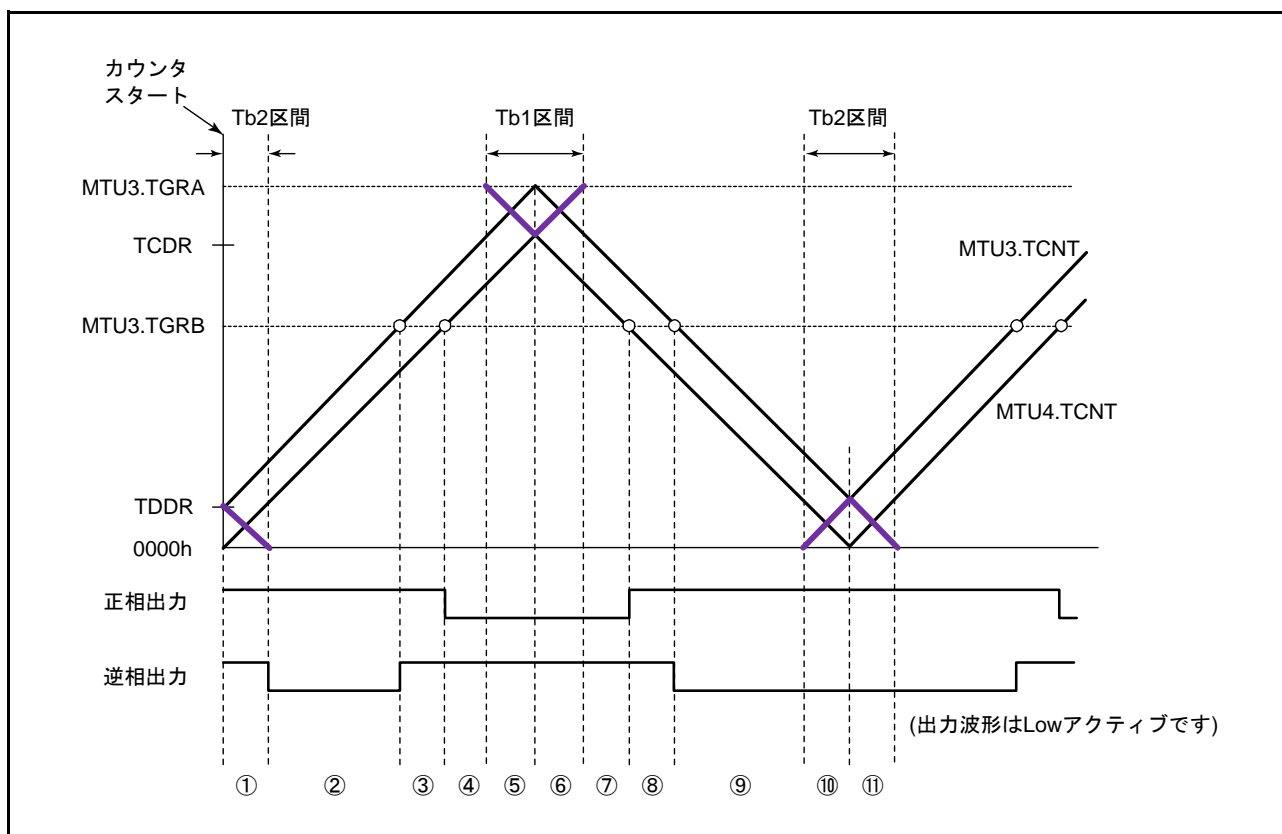 カウンタ
スタート
Tb2区間
Tb1区間
Tb2区間
MTU3.TGRA
TCDR
MTU3.TCNT
MTU3.TGRB
MTU4.TCNT
TDDR
0000h
正相出力
逆相出力
(出力波形はLowアクティブです)
① ② ③ ④ ⑤ ⑥ ⑦ ⑧ ⑨ ⑩ ⑪